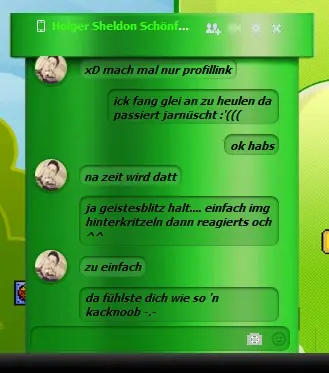 Holger Sheldon Schönf...
xD mach mal nur profillink
ick fang glei an zu heulen da
passiert jarnüscht :'(((
ok habs
na zeit wird datt
ja geistesblitz halt.... einfach img
hinterkritzeln dann reagierts och
^^
zu einfach
da fühlste dich wie so 'n
kacknoob -.-